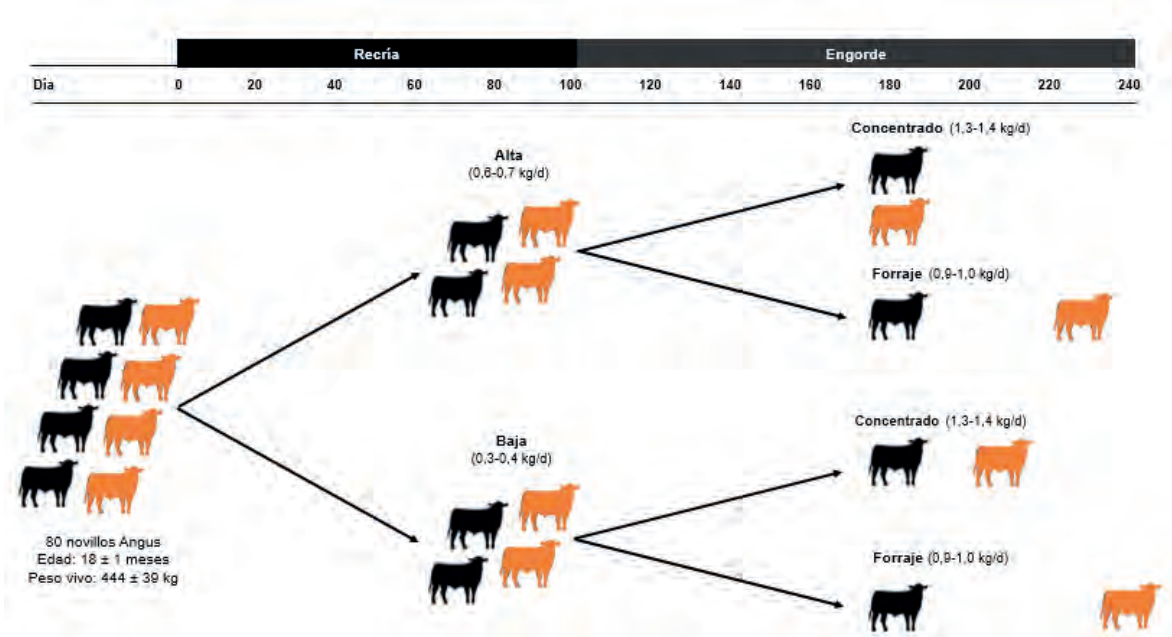 Recría Engorde
Dia 0 20 40 60 80 100 120 140 160 180 200 220 240
Concentrado (1,3-1,4 kg/d)
Alta
(0,6-0,7 kg/d)
Forraje (0,9-1,0 kg/d)
Concentrado (1,3-1,4 kg/d)
Baja
(0,3-0,4 kg/d)
80 novillos Angus
Edad: 18 ± 1 meses
Peso vivo: 444 ± 39 kg
Forraje (0,9-1,0 kg/d)